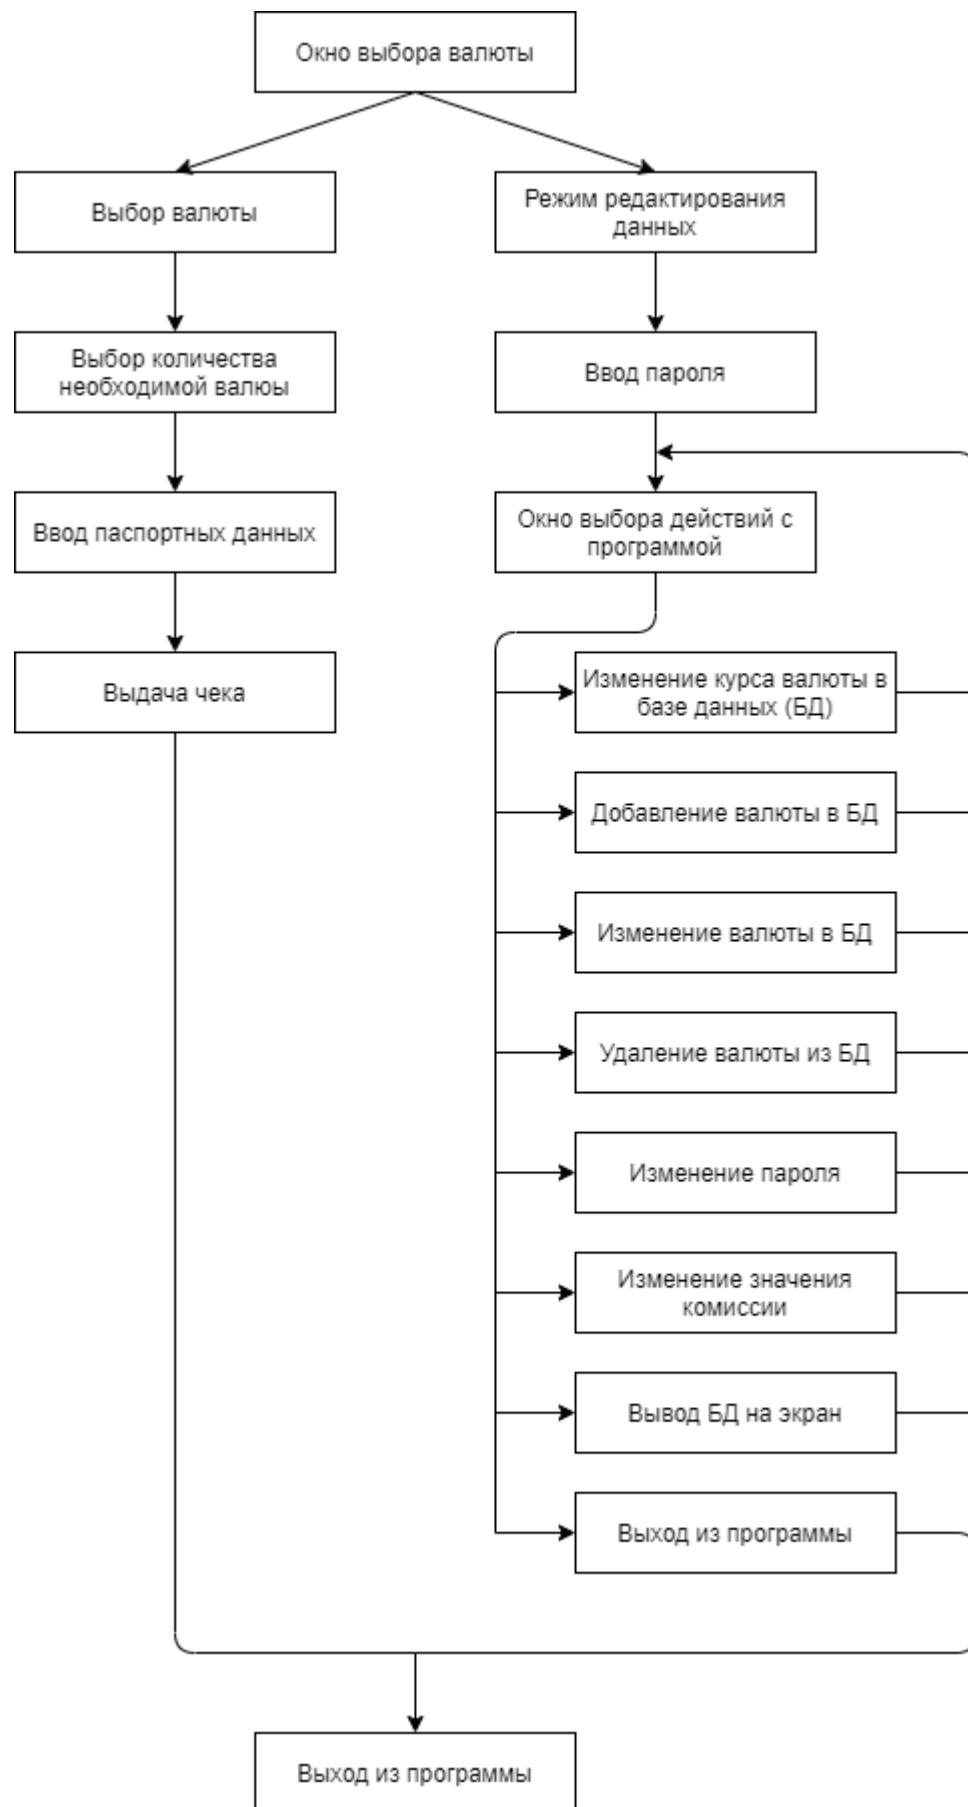 Окно выбора валюты
Выбор валюты
Режим редактирования
данных
Выбор количества
необходимой валюы
Ввод пароля
Ввод паспортных данных
Окно выбора действий с
программой
Выдача чека
Изменение курса валюты в
базе данных (БД)
Добавление валюты в БД
Изменение валюты в БД
Удаление валюты из БД
Изменение пароля
Изменение значения
комиссии
Вывод БД на экран
Выход из программы
Выход из программы